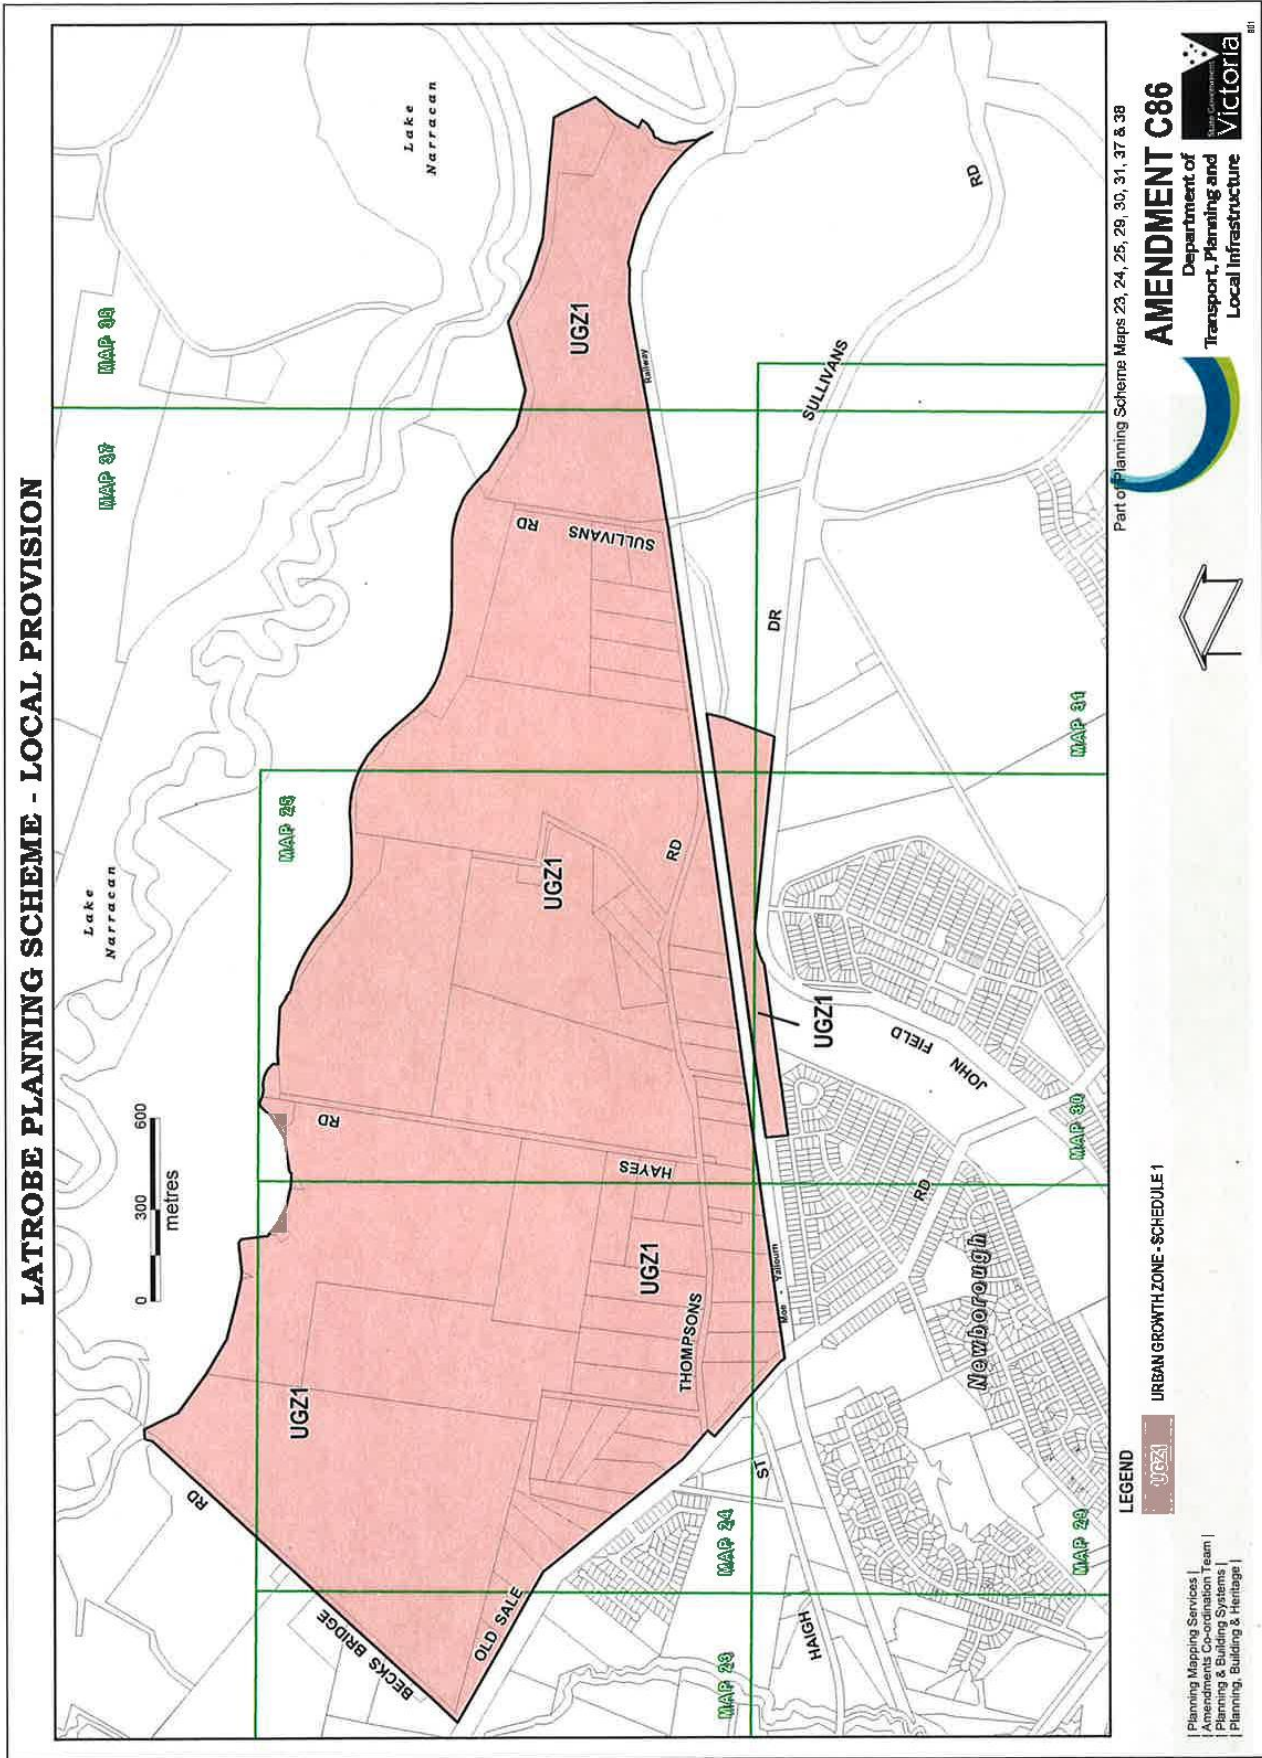 LATROBE PLANNING SCHEME - LOCAL PROVISION
Lake
Narracan
Lake
Narracan
0 300 600
metres
MAP 37
MAP 38
MAP 25
RD
BECKS BRIDGE
OLD SALE
UGZ1
RD
HAYES
UGZ1
THOMPSONS
UGZ1
RD
SULLIVANS
RD
UGZ1
Railway
Moe - Yallourn
UGZ1
MAP 23
MAP 24
ST
HAIGH
RD
JOHN FIELD
DR
SULLIVANS
RD
Newborough
MAP 29
MAP 30
MAP 31
LEGEND
UGZ1
URBAN GROWTH ZONE - SCHEDULE 1
Part of Planning Scheme Maps 23, 24, 25, 29, 30, 31, 37 & 38
AMENDMENT C86
Department of
Transport, Planning and
Local Infrastructure
State Government
Victoria
001
| Planning Mapping Services |
| Amendments Co-ordination Team |
| Planning & Building Systems |
| Planning, Building & Heritage |